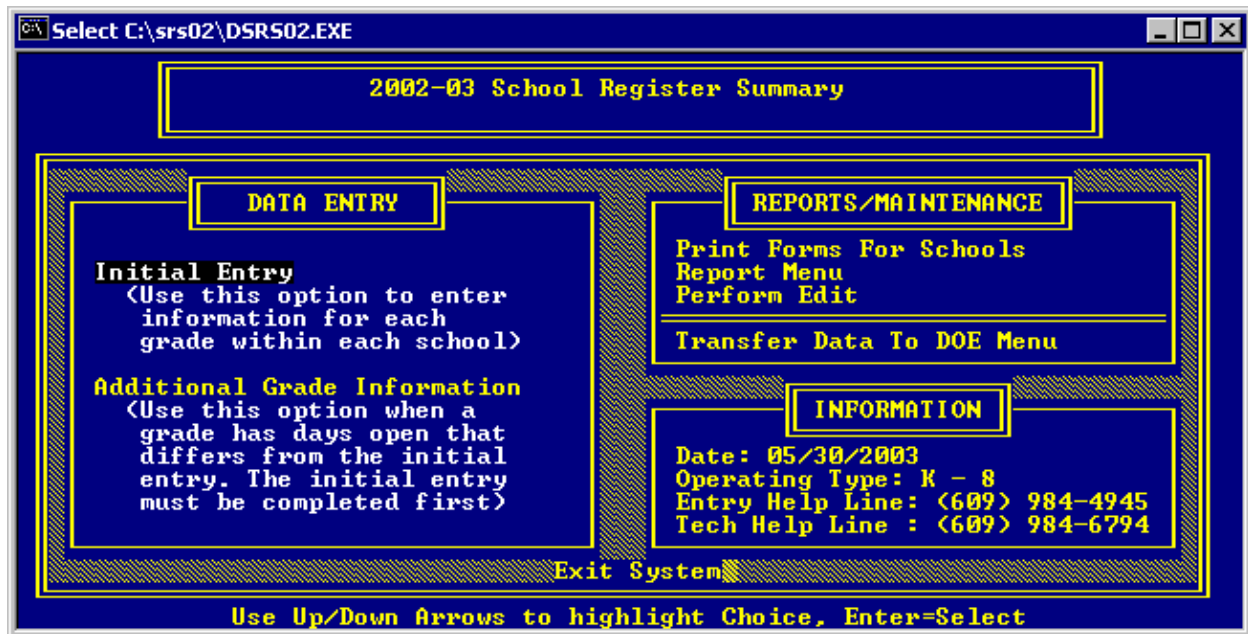 Select C:\srs02\DSRS02.EXE
2002-03 School Register Summary
DATA ENTRY
Initial Entry
(Use this option to enter
information for each
grade within each school)
Additional Grade Information
(Use this option when a
grade has days open that
differs from the initial
entry. The initial entry
must be completed first)
REPORTS/MAINTENANCE
Print Forms For Schools
Report Menu
Perform Edit
Transfer Data To DOE Menu
INFORMATION
Date: 05/30/2003
Operating Type: K - 8
Entry Help Line: (609) 984-4945
Tech Help Line : (609) 984-6794
Exit System
Use Up/Down Arrows to highlight Choice, Enter=Select